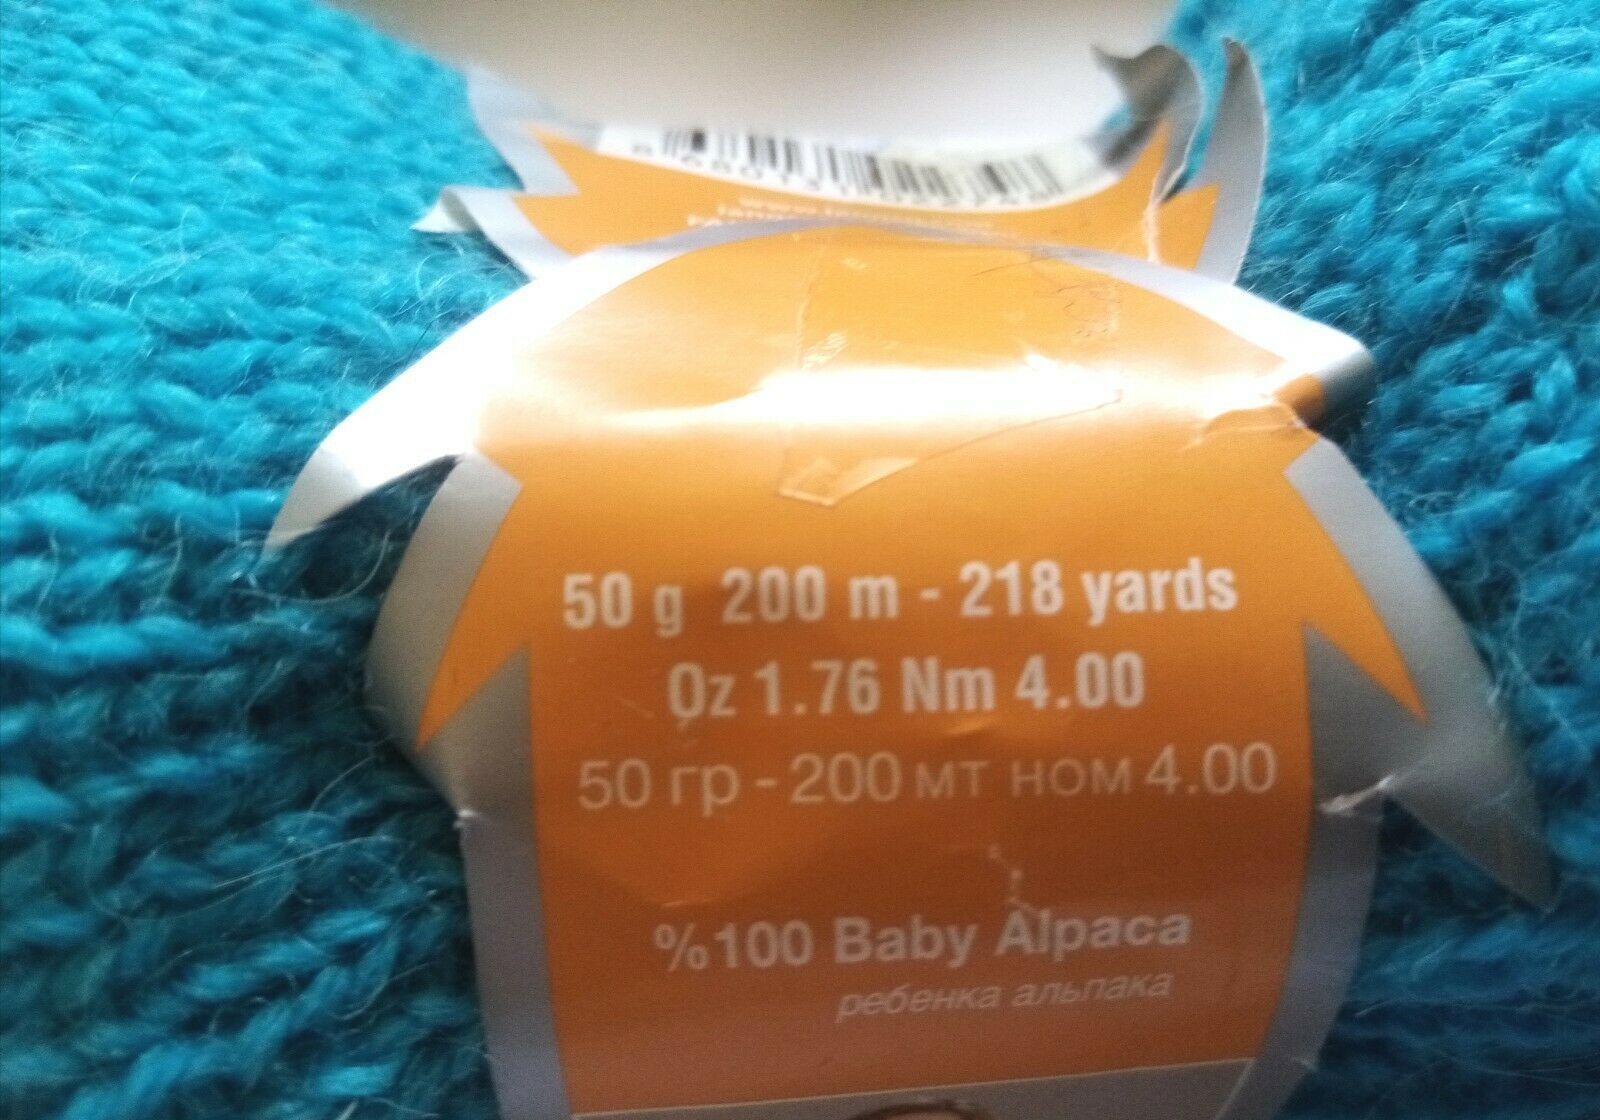 50 g 200 m - 218 yards
Oz 1.76 Nm 4.00
50 гр - 200 мт ном 4.00
%100 Baby Alpaca
ребенка альпака